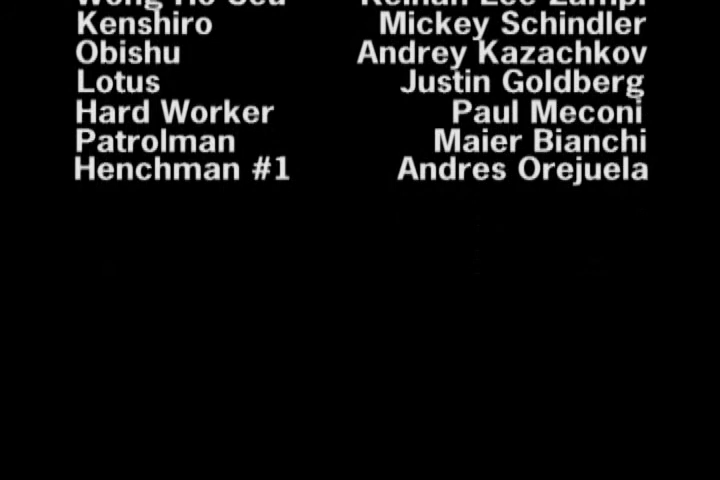 Kenshiro Mickey Schindler
Obishu Andrey Kazachkov
Lotus Justin Goldberg
Hard Worker Paul Meconi
Patrolman Maier Bianchi
Henchman #1 Andres Orejuela